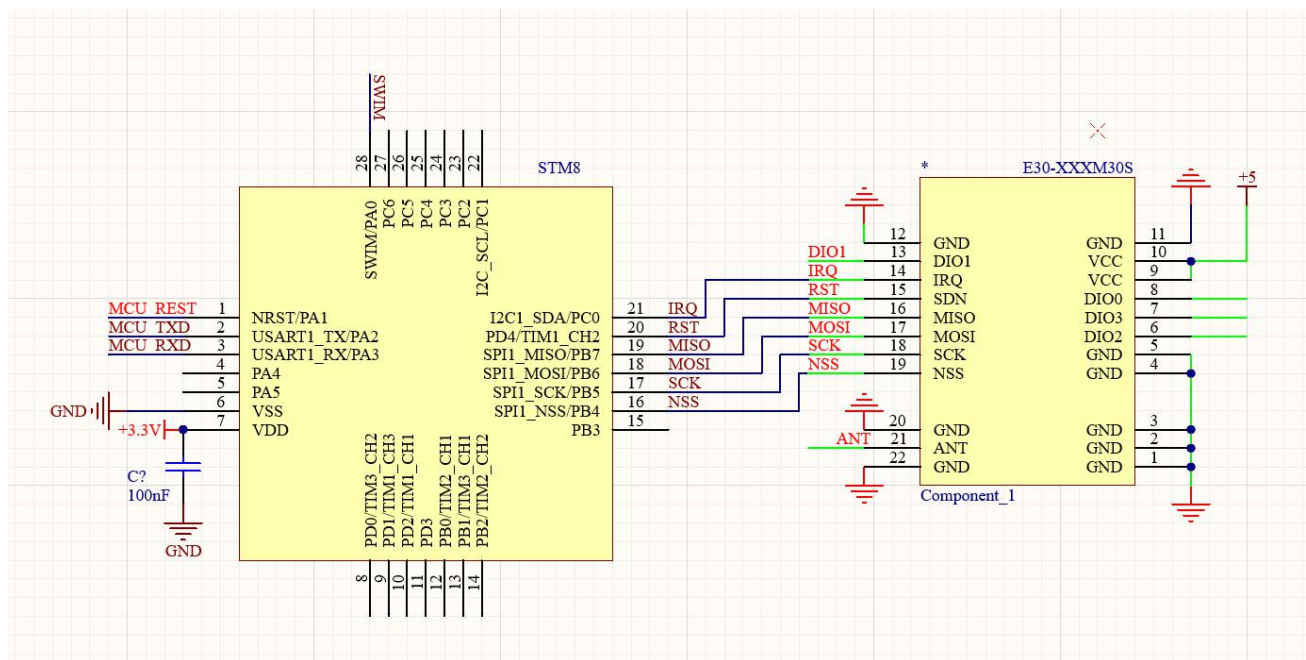 SWIM
28
27
26
25
24
23
22
STM8
SWIM/PA0
PC6
PC5
PC4
PC3
PC2
I2C_SCL/PC1
MCU REST
1
NRST/PA1
MCU TXD
2
USART1_TX/PA2
MCU RXD
3
USART1_RX/PA3
4
PA4
5
PA5
GND
6
VSS
+3.3V
7
VDD
C?
100nF
GND
I2C1_SDA/PC0
21
IRQ
PD4/TIM1_CH2
20
RST
SPI1_MISO/PB7
19
MISO
SPI1_MOSI/PB6
18
MOSI
SPI1_SCK/PB5
17
SCK
SPI1_NSS/PB4
16
NSS
PB3
15
PD0/TIM3_CH2
PD1/TIM1_CH3
PD2/TIM1_CH1
PD3
PB0/TIM2_CH1
PB1/TIM3_CH1
PB2/TIM2_CH2
8
9
10
11
12
13
14
*
E30-XXXM30S
+5
12
GND
DIO1
13
DIO1
IRQ
14
IRQ
RST
15
SDN
MISO
16
MISO
MOSI
17
MOSI
SCK
18
SCK
NSS
19
NSS
20
GND
ANT
21
ANT
22
GND
GND
11
VCC
10
VCC
9
DIO0
8
DIO3
7
DIO2
6
GND
5
GND
4
GND
3
GND
2
GND
1
Component_1